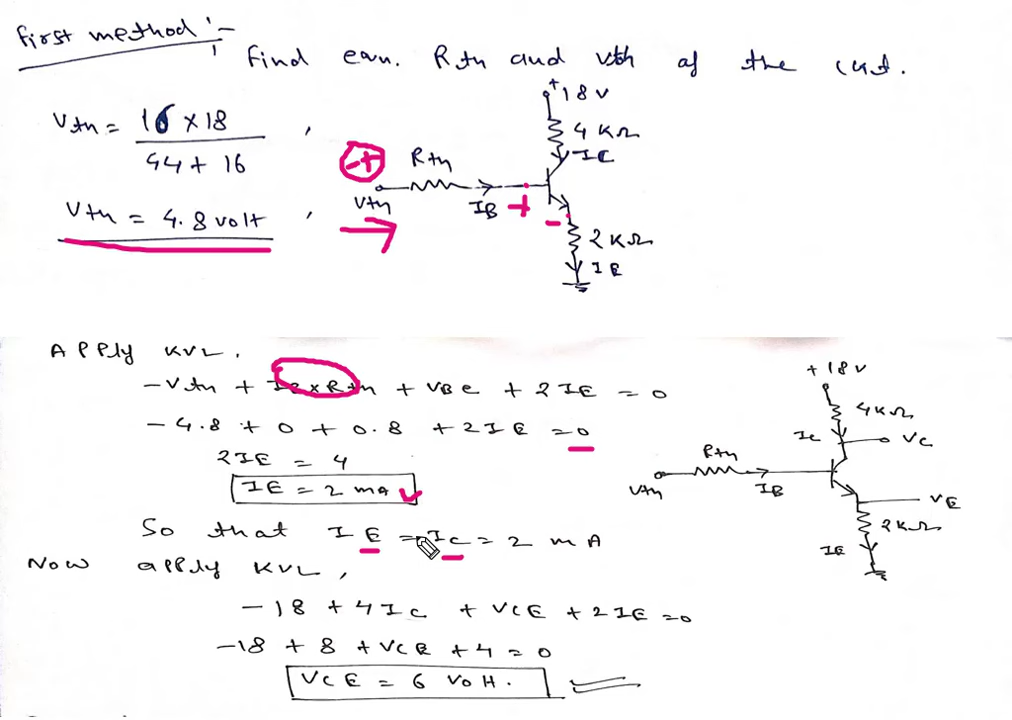 first method :-
find eqn. Rth and vth of the ckt.
Vth = 16 × 18
44 + 16
,
Vth = 4.8 volt ,
+
Rth
Vth
IB
+
-
+18 V
4 KΩ
IC
2 KΩ
IE
Apply KVL,
-Vth + IB×Rth + VBE + 2IE = 0
-4.8 + 0 + 0.8 + 2IE = 0
2IE = 4
IE = 2 mA
So that IE = IC = 2 mA
Now apply KVL,
-18 + 4IC + VCE + 2IE = 0
-18 + 8 + VCE + 4 = 0
VCE = 6 Volt.
+18 V
4KΩ
Ic
VC
Rth
Vth
IB
VE
2KΩ
IE